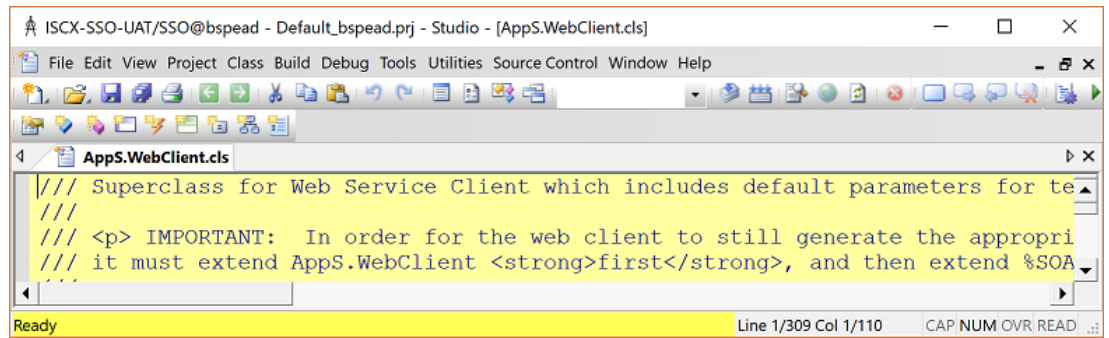 ISCX-SSO-UAT/SSO@bspead - Default_bspead.prj - Studio - [AppS.WebClient.cls]
File Edit View Project Class Build Debug Tools Utilities Source Control Window Help
AppS.WebClient.cls
/// Superclass for Web Service Client which includes default parameters for te
///
/// <p> IMPORTANT:  In order for the web client to still generate the appropri
/// it must extend AppS.WebClient <strong>first</strong>, and then extend %SOA
///
Ready Line 1/309 Col 1/110 CAP NUM OVR READ